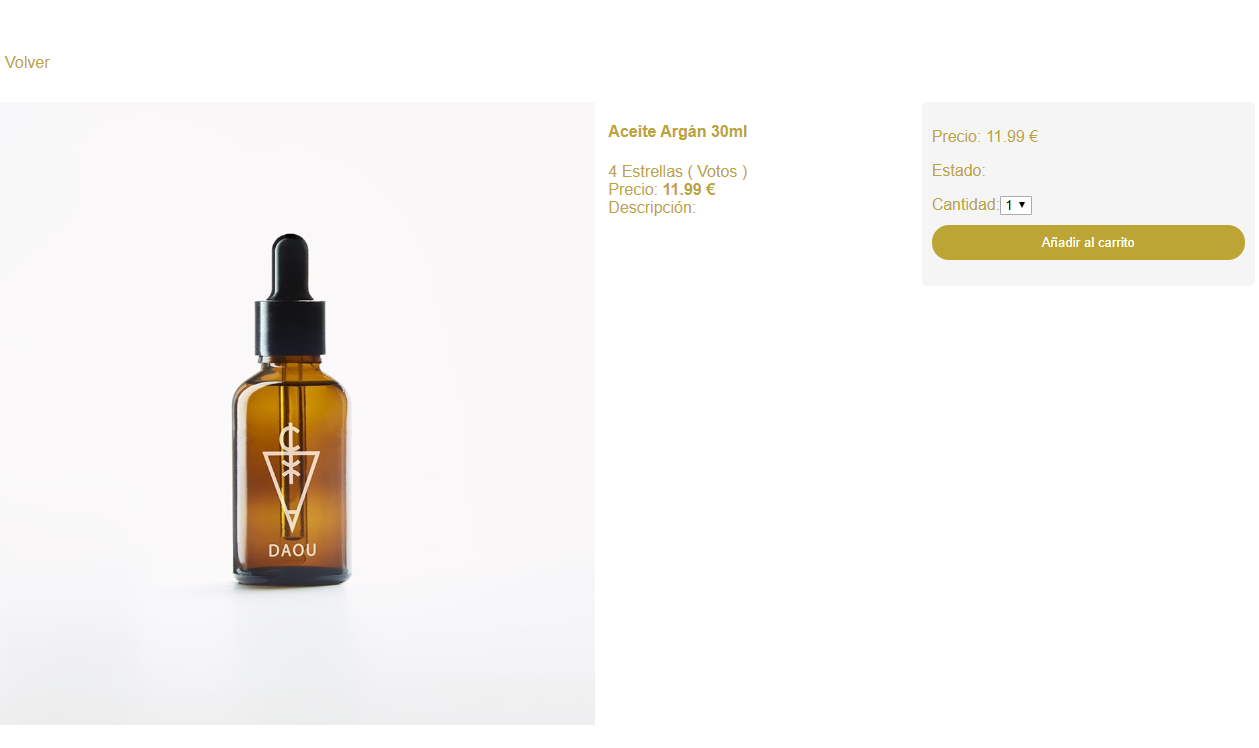 Volver
Aceite Argán 30ml
4 Estrellas ( Votos )
Precio: 11.99 €
Descripción:
Precio: 11.99 €
Estado:
Cantidad: 1
Añadir al carrito
DAOU